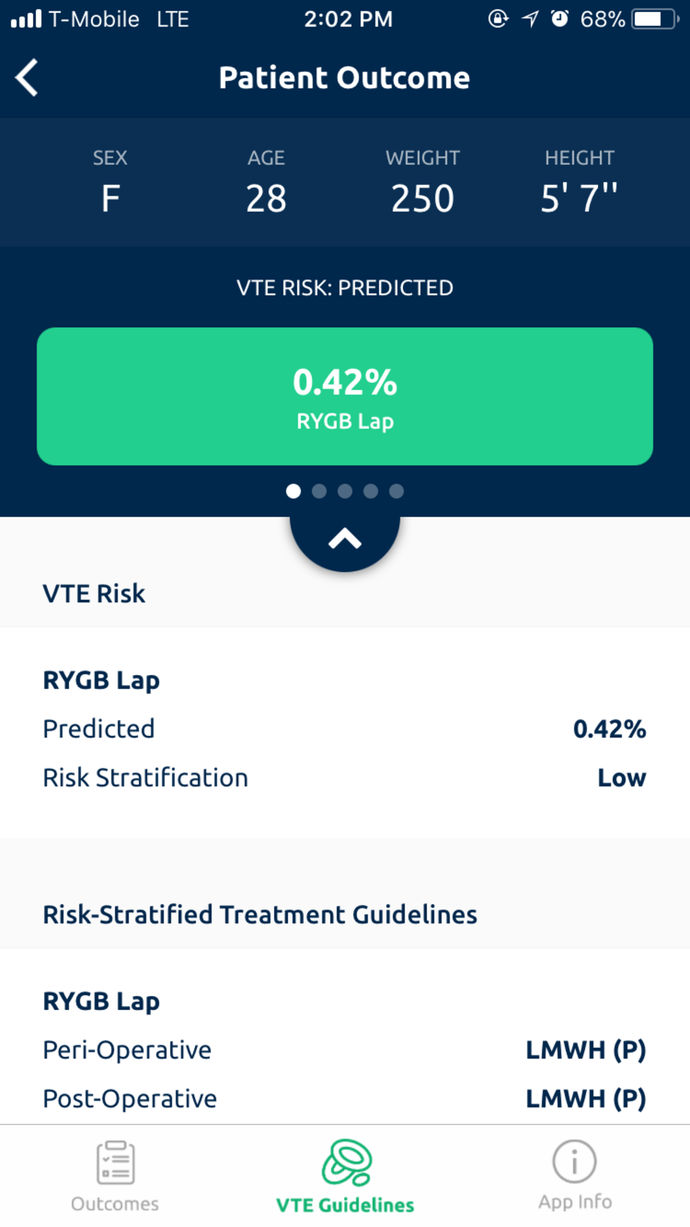 T-Mobile LTE 2:02 PM 68%
Patient Outcome
SEX AGE WEIGHT HEIGHT
F 28 250 5' 7''
VTE RISK: PREDICTED
0.42%
RYGB Lap
VTE Risk
RYGB Lap
Predicted 0.42%
Risk Stratification Low
Risk-Stratified Treatment Guidelines
RYGB Lap
Peri-Operative LMWH (P)
Post-Operative LMWH (P)
Outcomes VTE Guidelines App Info